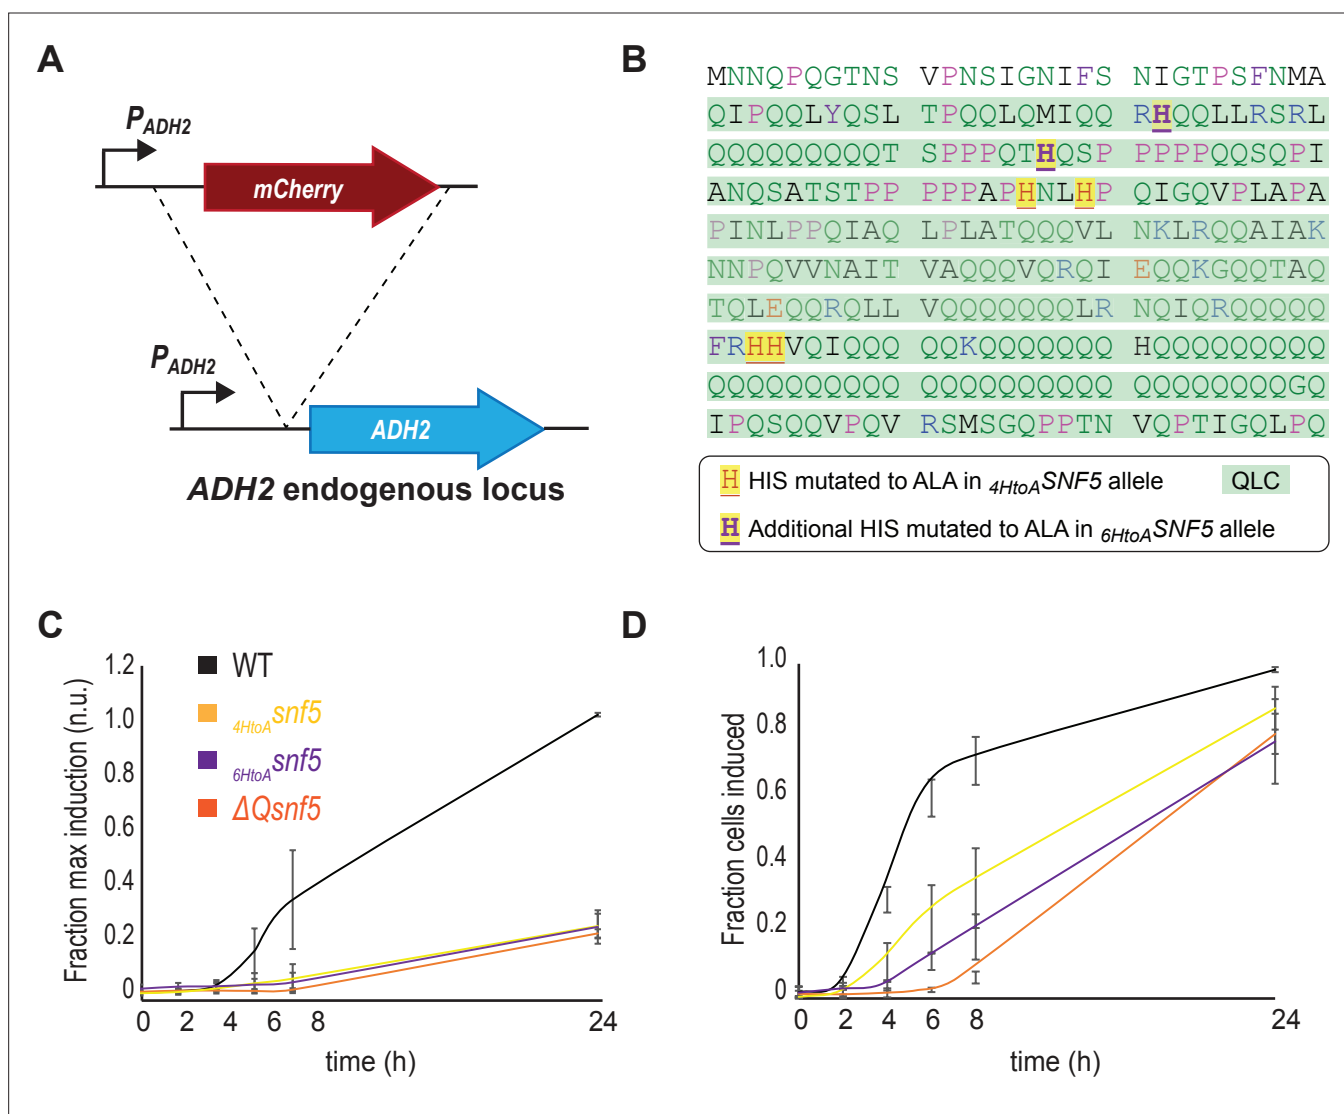 A
P_ADH2
mCherry
P_ADH2
ADH2
ADH2 endogenous locus
B
MNNQPQGTNS VPNSIGNIFS NIGTPSFNMA
QIPQQLYQSL TPQQLQMIQQ RHQQLLRSRL
QQQQQQQQQT SPPPQTHQSP PPPPQQSQPI
ANQSATSTPP PPPAPHNLHP QIGQVPLAPA
PINLPPQIAQ LPLATQQQVL NKLRQQAIAK
NNPQVVNAIT VAQQQVQRQI EQQKGQQTAQ
TQLEQQRQLL VQQQQQQQLR NQIQRQQQQQ
FRHHVQIQQQ QQKQQQQQQQ HQQQQQQQQQ
QQQQQQQQQQ QQQQQQQQQQ QQQQQQQQGQ
IPQSQQVPQV RSMSGQPPTN VQPTIGQLPQ
H HIS mutated to ALA in 4HtoASNF5 allele QLC
H Additional HIS mutated to ALA in 6HtoASNF5 allele
C
Fraction max induction (n.u.)
1.2
1.0
0.8
0.6
0.4
0.2
0
WT
4HtoAsnf5
6HtoAsnf5
ΔQsnf5
0 2 4 6 8 24
time (h)
D
Fraction cells induced
1.0
0.8
0.6
0.4
0.2
0
0 2 4 6 8 24
time (h)